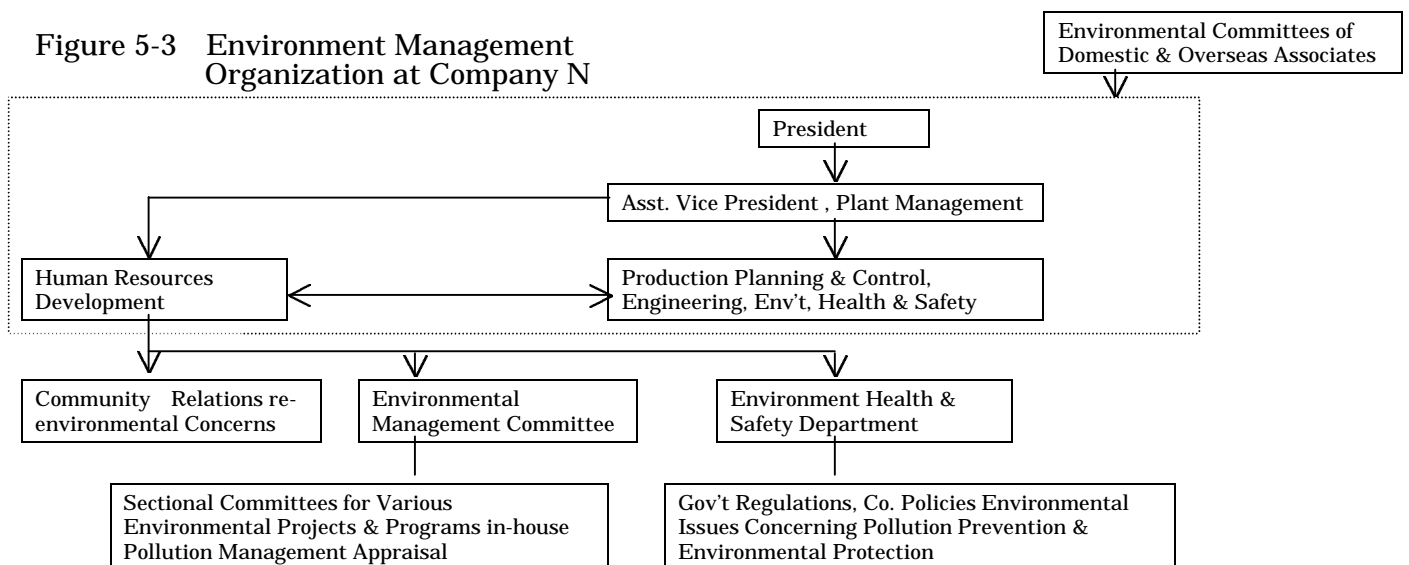 Figure 5-3 Environment Management
Organization at Company N
Environmental Committees of
Domestic & Overseas Associates
President
Asst. Vice President , Plant Management
Human Resources
Development
Production Planning & Control,
Engineering, Env't, Health & Safety
Community Relations re-
environmental Concerns
Environmental
Management Committee
Environment Health &
Safety Department
Sectional Committees for Various
Environmental Projects & Programs in-house
Pollution Management Appraisal
Gov't Regulations, Co. Policies Environmental
Issues Concerning Pollution Prevention &
Environmental Protection